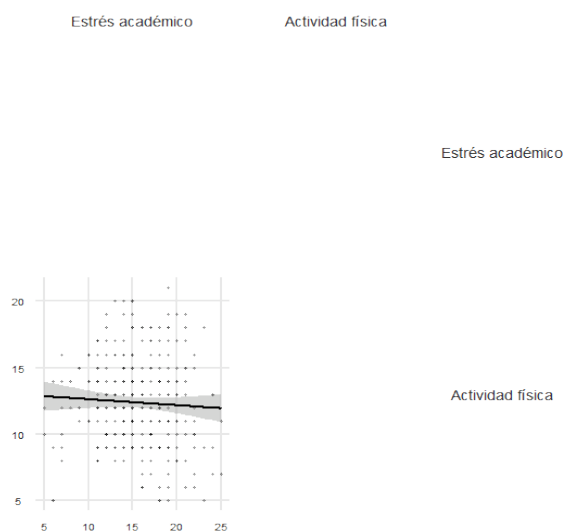 Estrés académico Actividad física
Estrés académico
20
15
Actividad física
10
5
5 10 15 20 25